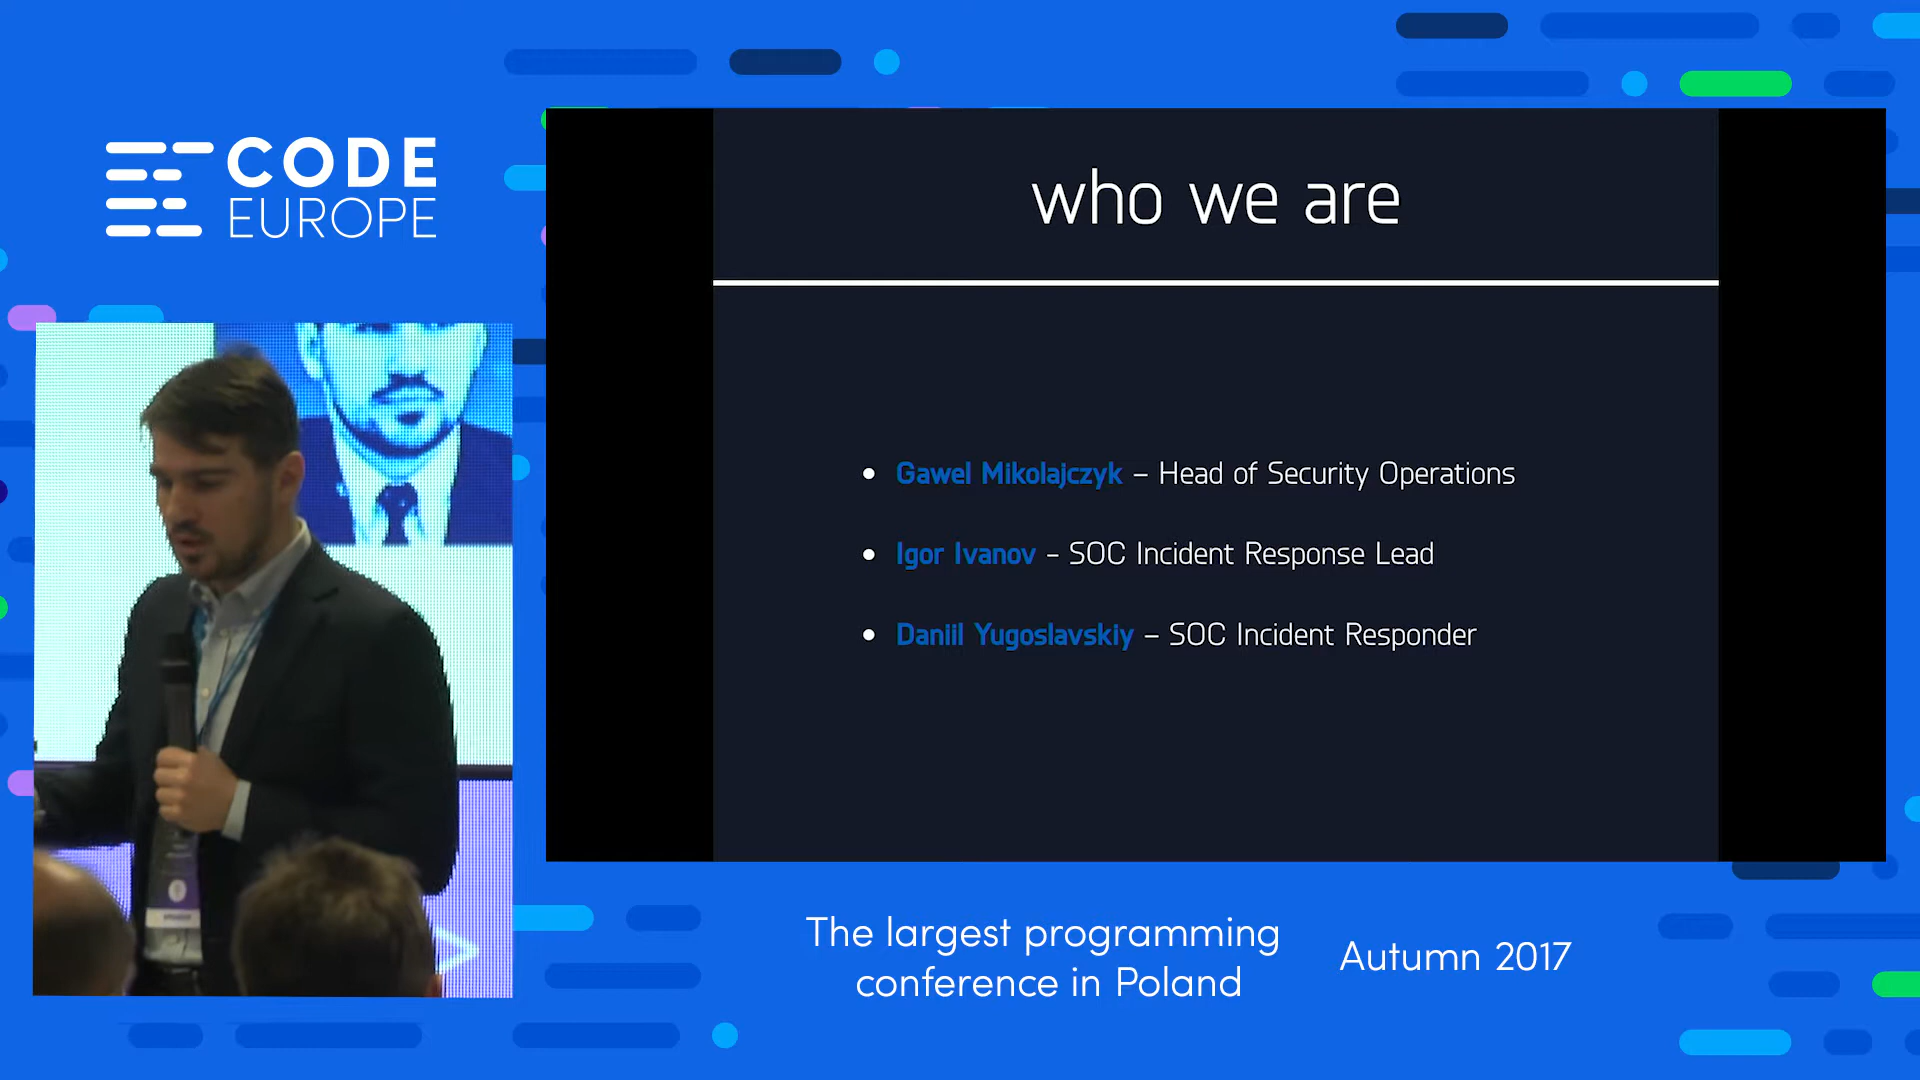 CODE
EUROPE
who we are
Gawel Mikolajczyk – Head of Security Operations
Igor Ivanov – SOC Incident Response Lead
Daniil Yugoslavskiy – SOC Incident Responder
The largest programming
conference in Poland
Autumn 2017